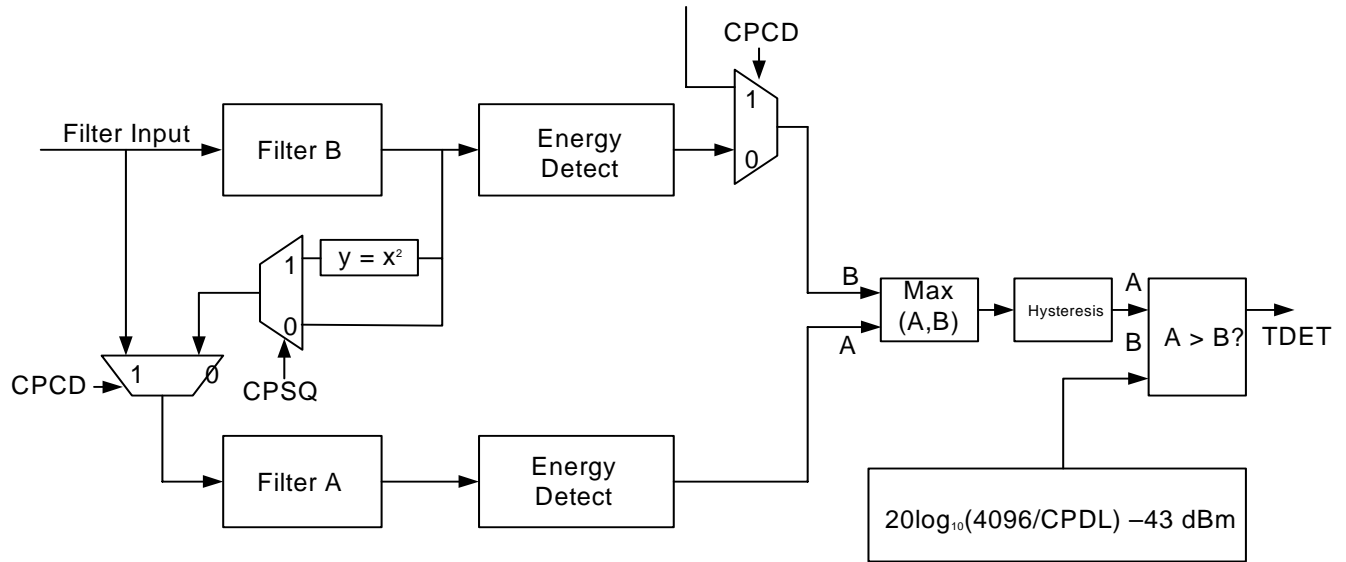 CPCD
1
0
Filter Input
Filter B
Energy
Detect
y = x²
1
0
CPSQ
CPCD
1
0
Filter A
Energy
Detect
B
A
Max
(A,B)
Hysteresis
A
B
A > B?
TDET
20log₁₀(4096/CPDL) –43 dBm